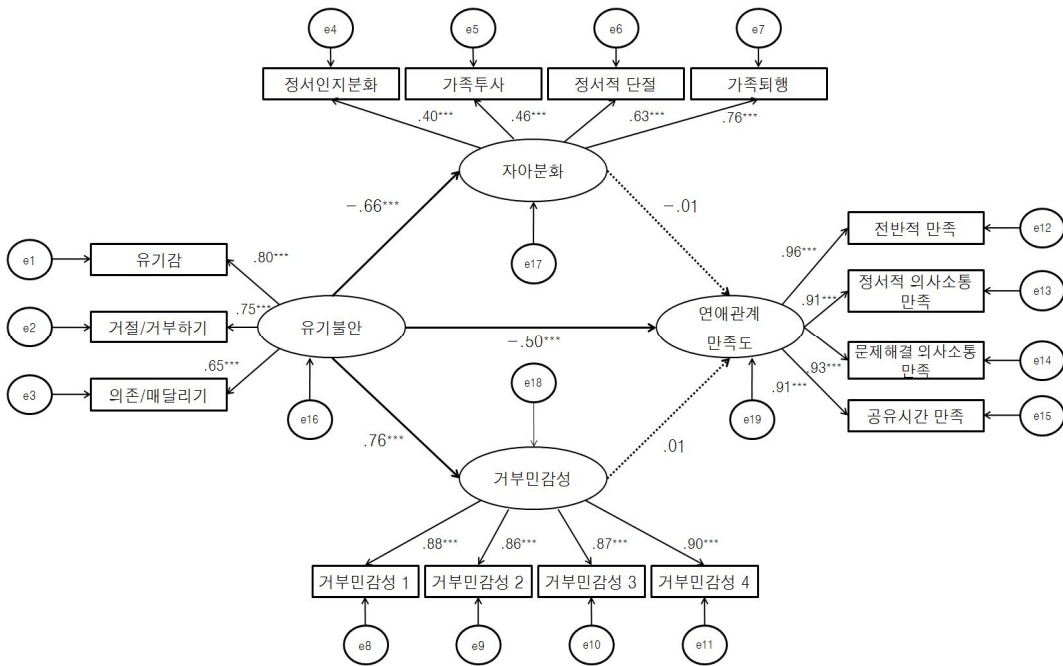 e4
e5
e6
e7
정서인지분화
가족투사
정서적 단절
가족퇴행
.40***
.46***
.63***
.76***
자아분화
−.66***
−.01
e17
e1
유기감
.80***
e2
거절/거부하기
.75***
e3
의존/매달리기
.65***
유기불안
e16
−.50***
연애관계
만족도
e19
.96***
전반적 만족
e12
.91***
정서적 의사소통
만족
e13
.93***
문제해결 의사소통
만족
e14
.91***
공유시간 만족
e15
e18
.76***
.01
거부민감성
.88***
.86***
.87***
.90***
거부민감성 1
거부민감성 2
거부민감성 3
거부민감성 4
e8
e9
e10
e11